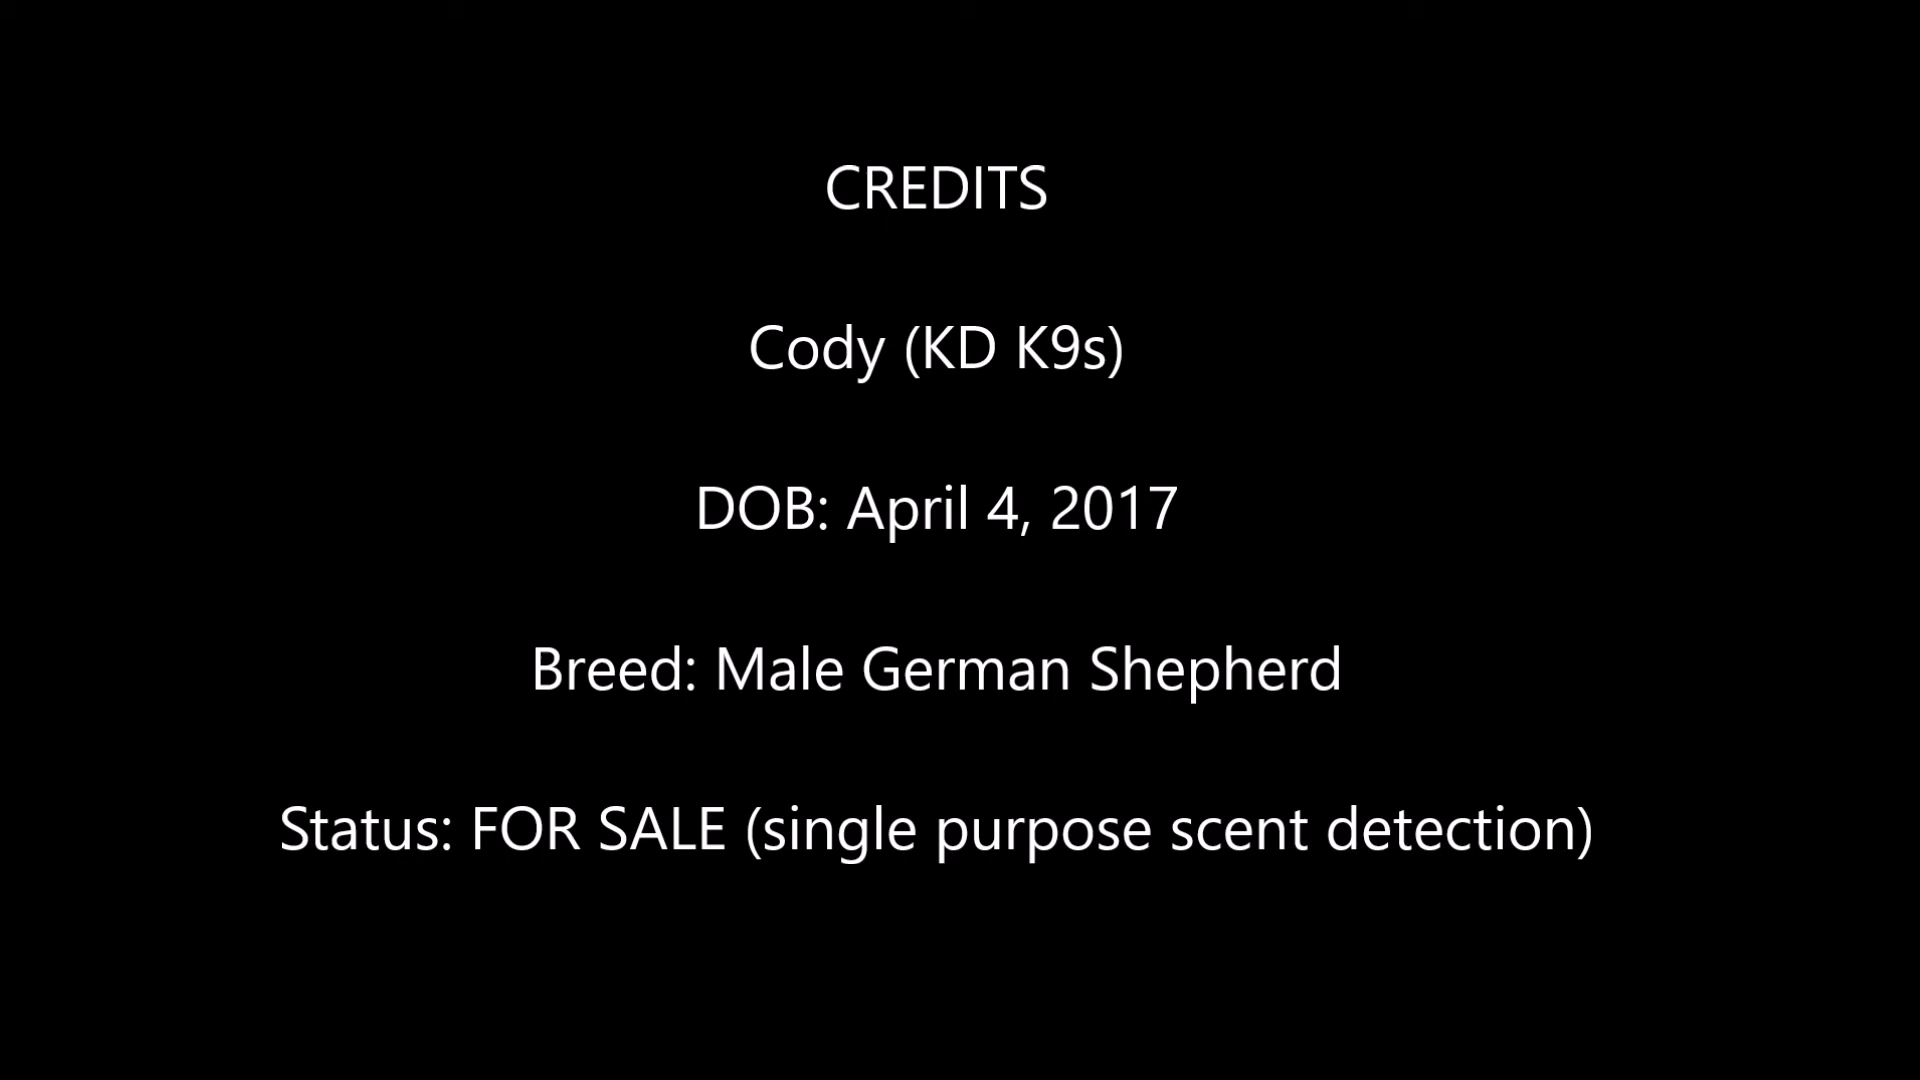 CREDITS
Cody (KD K9s)
DOB: April 4, 2017
Breed: Male German Shepherd
Status: FOR SALE (single purpose scent detection)